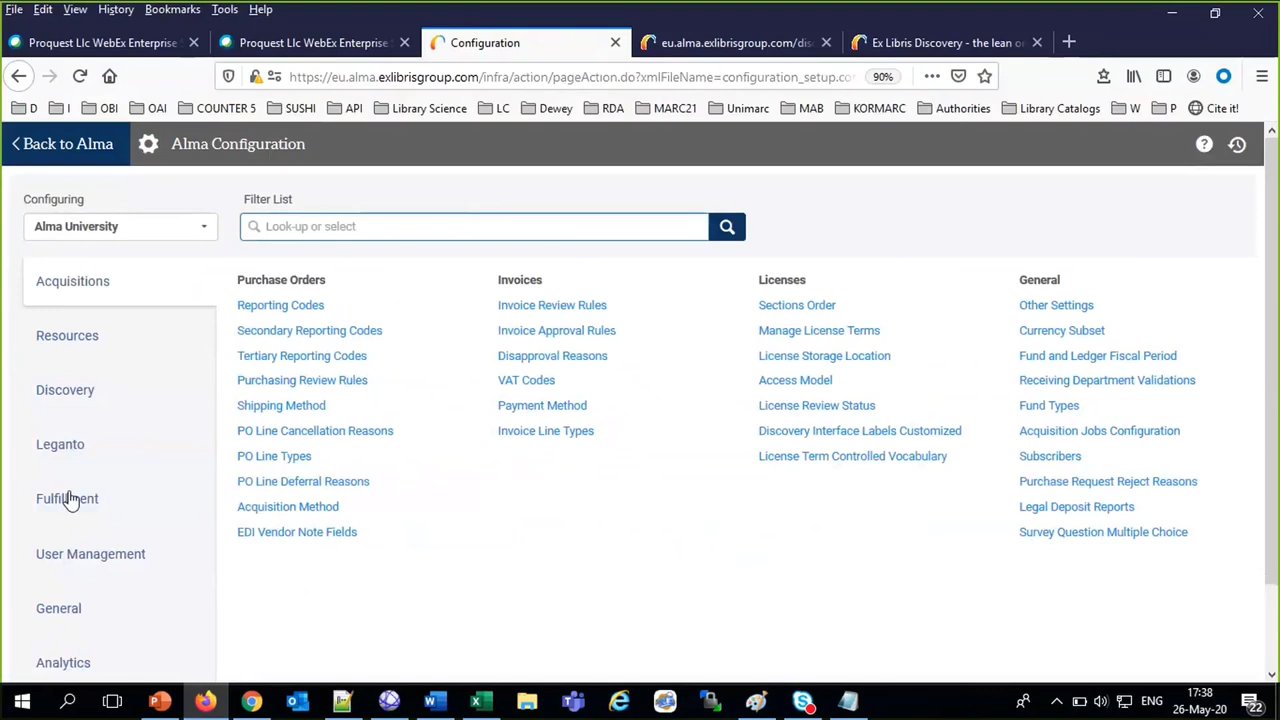 File Edit View History Bookmarks Tools Help
Proquest Llc WebEx Enterprise S
Proquest Llc WebEx Enterprise S
Configuration
eu.alma.exlibrisgroup.com/disc
Ex Libris Discovery - the lean or
https://eu.alma.exlibrisgroup.com/infra/action/pageAction.do?xmlFileName=configuration_setup.co
90%
D I OBI OAI COUNTER 5 SUSHI API Library Science LC Dewey RDA MARC21 Unimarc MAB KORMARC Authorities Library Catalogs W P Cite it!
Back to Alma
Alma Configuration
Configuring
Filter List
Alma University
Look-up or select
Acquisitions
Resources
Discovery
Leganto
Fulfillment
User Management
General
Analytics
Purchase Orders
Reporting Codes
Secondary Reporting Codes
Tertiary Reporting Codes
Purchasing Review Rules
Shipping Method
PO Line Cancellation Reasons
PO Line Types
PO Line Deferral Reasons
Acquisition Method
EDI Vendor Note Fields
Invoices
Invoice Review Rules
Invoice Approval Rules
Disapproval Reasons
VAT Codes
Payment Method
Invoice Line Types
Licenses
Sections Order
Manage License Terms
License Storage Location
Access Model
License Review Status
Discovery Interface Labels Customized
License Term Controlled Vocabulary
General
Other Settings
Currency Subset
Fund and Ledger Fiscal Period
Receiving Department Validations
Fund Types
Acquisition Jobs Configuration
Subscribers
Purchase Request Reject Reasons
Legal Deposit Reports
Survey Question Multiple Choice
ENG
17:38
26-May-20
22